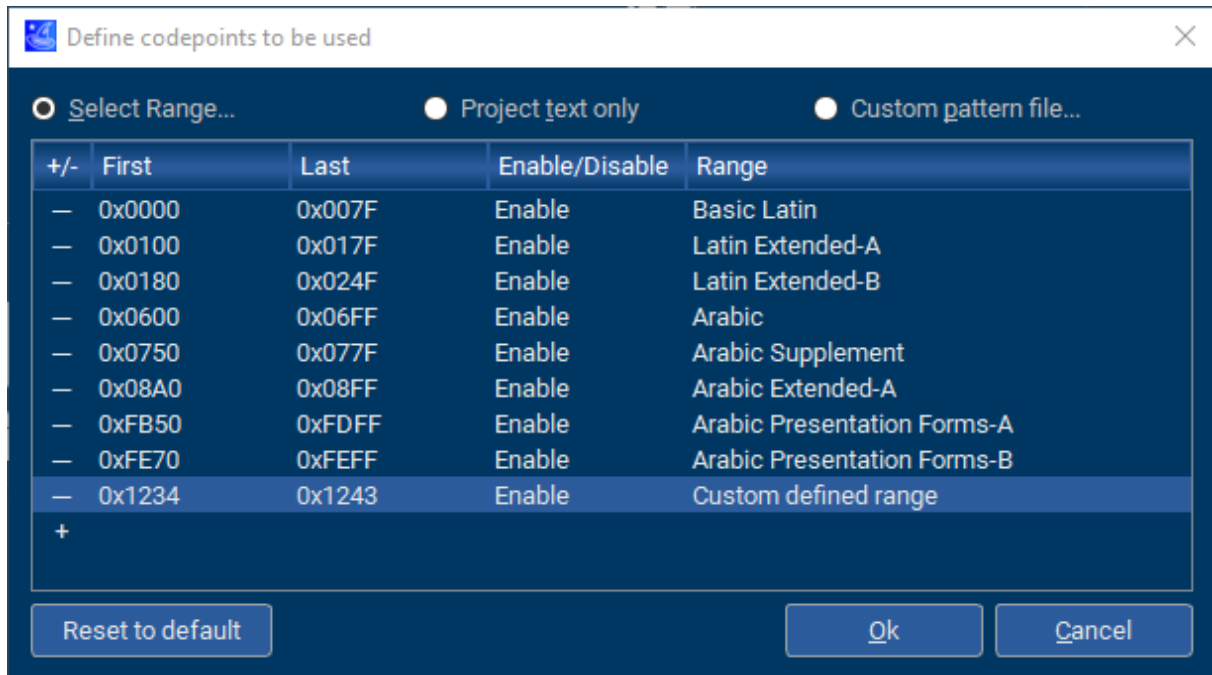 Define codepoints to be used
Select Range... Project text only Custom pattern file...
+/- First Last Enable/Disable Range
— 0x0000 0x007F Enable Basic Latin
— 0x0100 0x017F Enable Latin Extended-A
— 0x0180 0x024F Enable Latin Extended-B
— 0x0600 0x06FF Enable Arabic
— 0x0750 0x077F Enable Arabic Supplement
— 0x08A0 0x08FF Enable Arabic Extended-A
— 0xFB50 0xFDFF Enable Arabic Presentation Forms-A
— 0xFE70 0xFEFF Enable Arabic Presentation Forms-B
— 0x1234 0x1243 Enable Custom defined range
+
Reset to default Ok Cancel